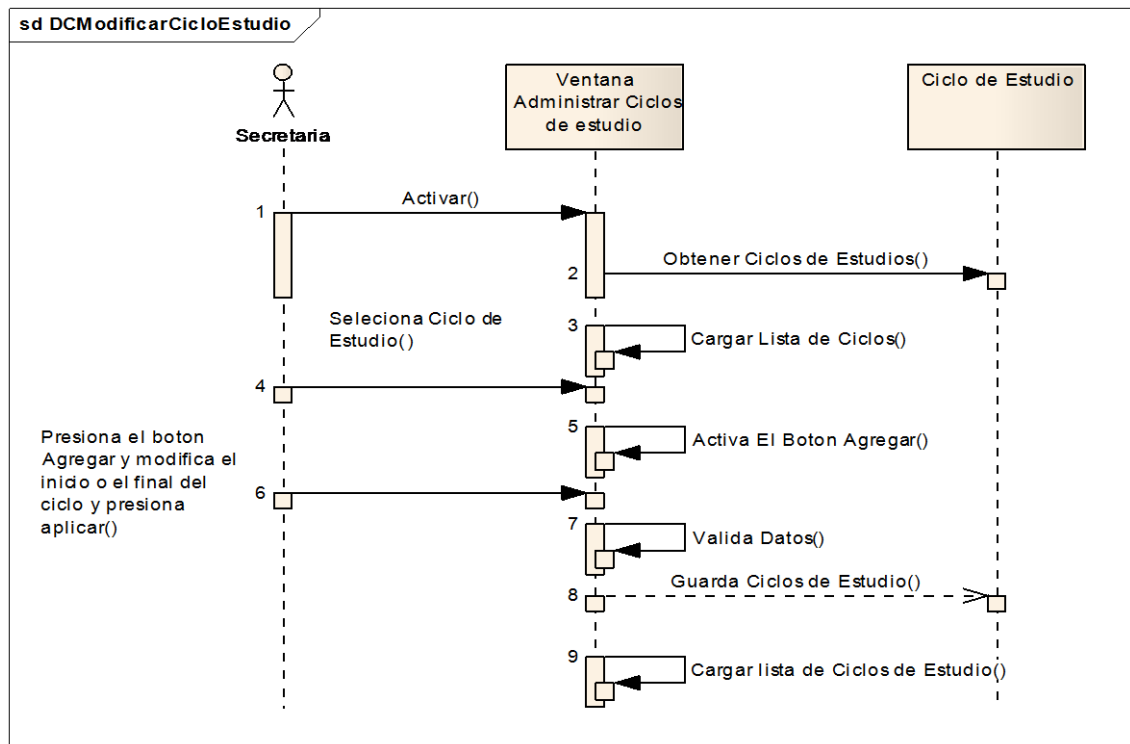 sd DCModificarCicloEstudio
Secretaria
Ventana
Administrar Ciclos
de estudio
Ciclo de Estudio
1
Activar()
2
Obtener Ciclos de Estudios()
Seleciona Ciclo de
Estudio()
3
Cargar Lista de Ciclos()
4
5
Activa El Boton Agregar()
Presiona el boton
Agregar y modifica el
inicio o el final del
ciclo y presiona
aplicar()
6
7
Valida Datos()
8
Guarda Ciclos de Estudio()
9
Cargar lista de Ciclos de Estudio()